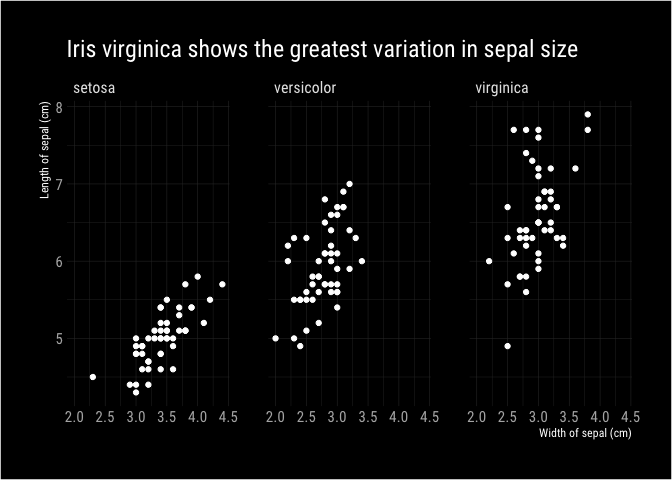 Iris virginica shows the greatest variation in sepal size
setosa versicolor virginica
Length of sepal (cm)
8
7
6
5
2.0 2.5 3.0 3.5 4.0 4.5 2.0 2.5 3.0 3.5 4.0 4.5 2.0 2.5 3.0 3.5 4.0 4.5
Width of sepal (cm)